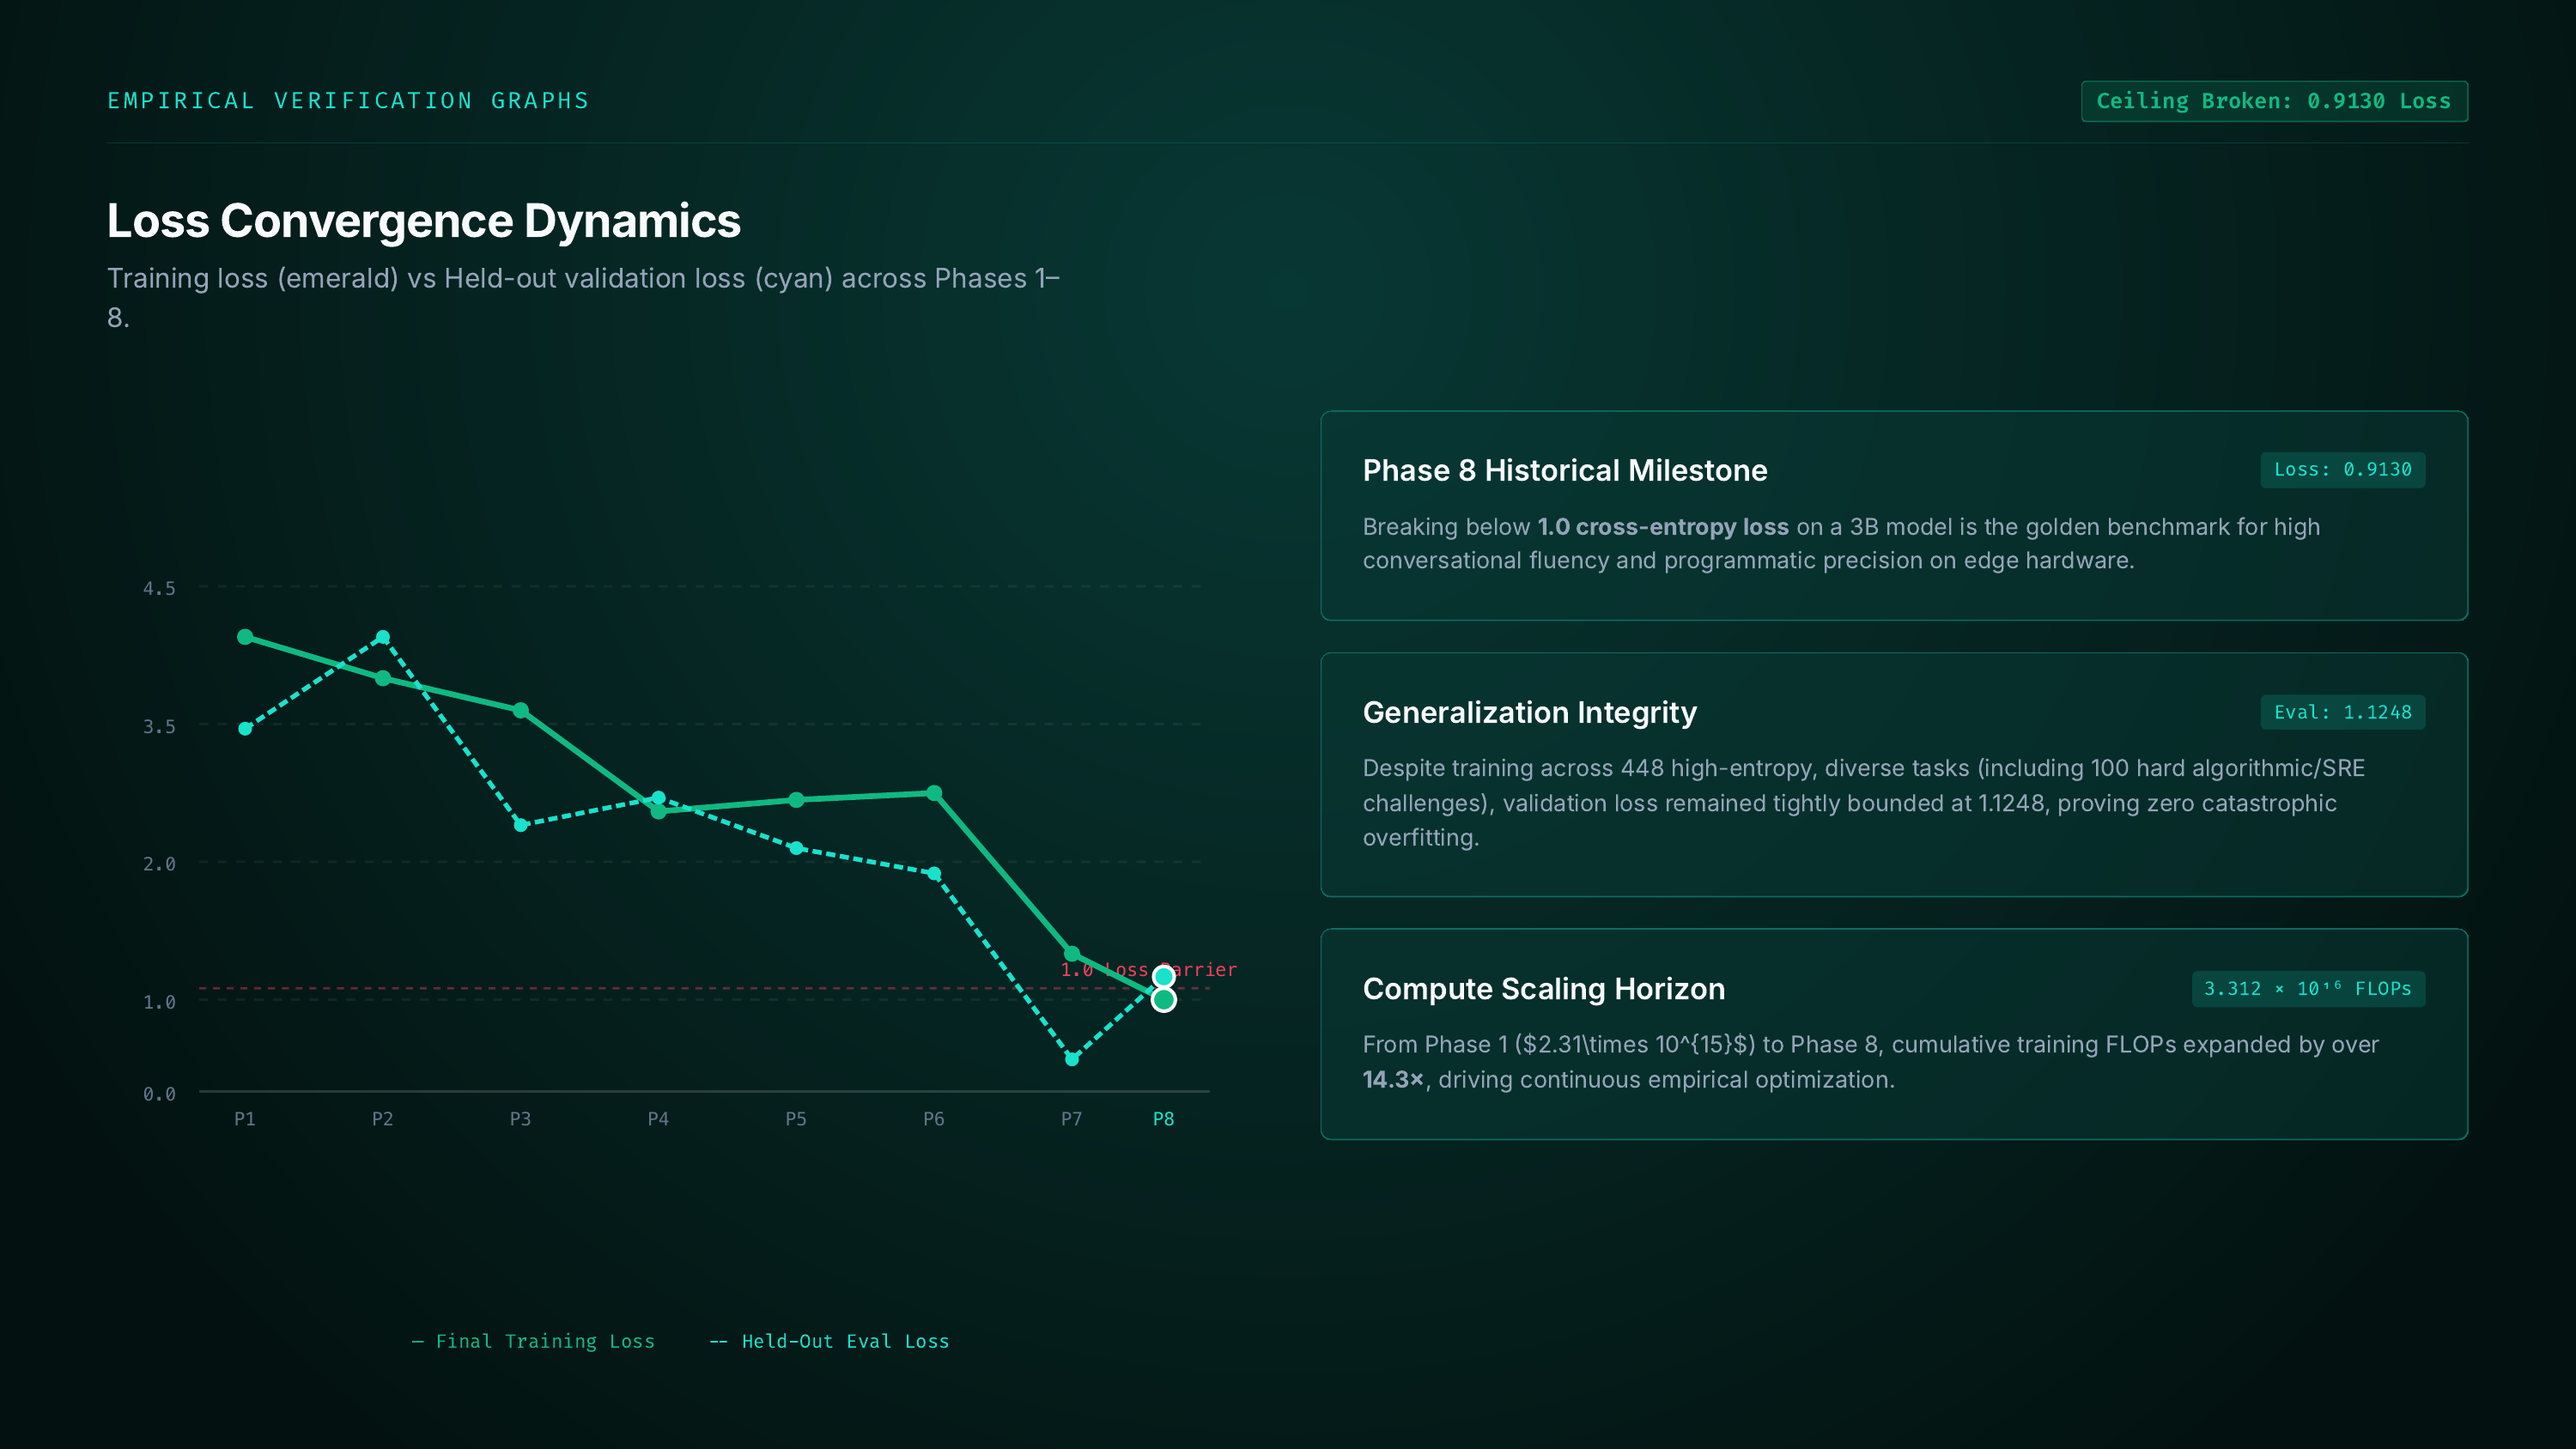 EMPIRICAL VERIFICATION GRAPHS
Ceiling Broken: 0.9130 Loss
Loss Convergence Dynamics
Training loss (emerald) vs Held-out validation loss (cyan) across Phases 1–
8.
4.5
3.5
2.0
1.0 Loss Barrier
1.0
0.0
P1 P2 P3 P4 P5 P6 P7 P8
— Final Training Loss -- Held-Out Eval Loss
Phase 8 Historical Milestone
Loss: 0.9130
Breaking below 1.0 cross-entropy loss on a 3B model is the golden benchmark for high
conversational fluency and programmatic precision on edge hardware.
Generalization Integrity
Eval: 1.1248
Despite training across 448 high-entropy, diverse tasks (including 100 hard algorithmic/SRE
challenges), validation loss remained tightly bounded at 1.1248, proving zero catastrophic
overfitting.
Compute Scaling Horizon
3.312 × 10¹⁶ FLOPs
From Phase 1 ($2.31\times 10^{15}$) to Phase 8, cumulative training FLOPs expanded by over
14.3×, driving continuous empirical optimization.